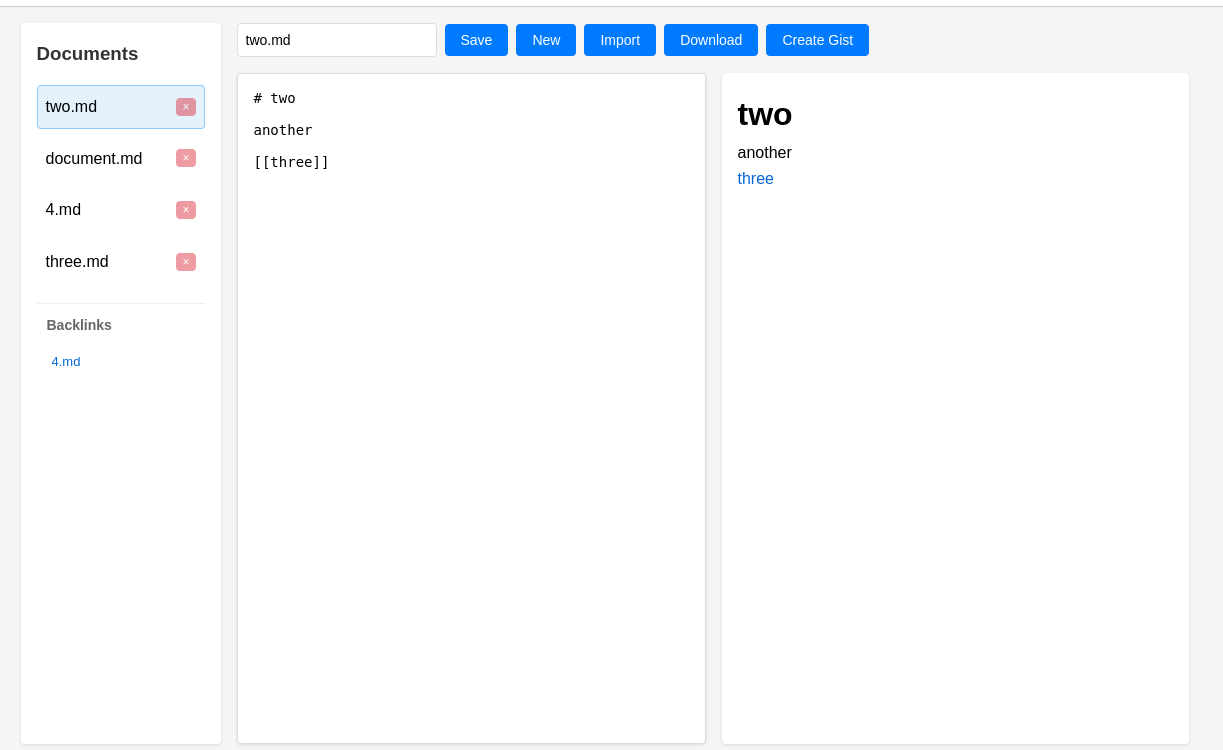 Documents
two.md ×
document.md ×
4.md ×
three.md ×
Backlinks
4.md
two.md Save New Import Download Create Gist
# two
another
[[three]]
two
another
three